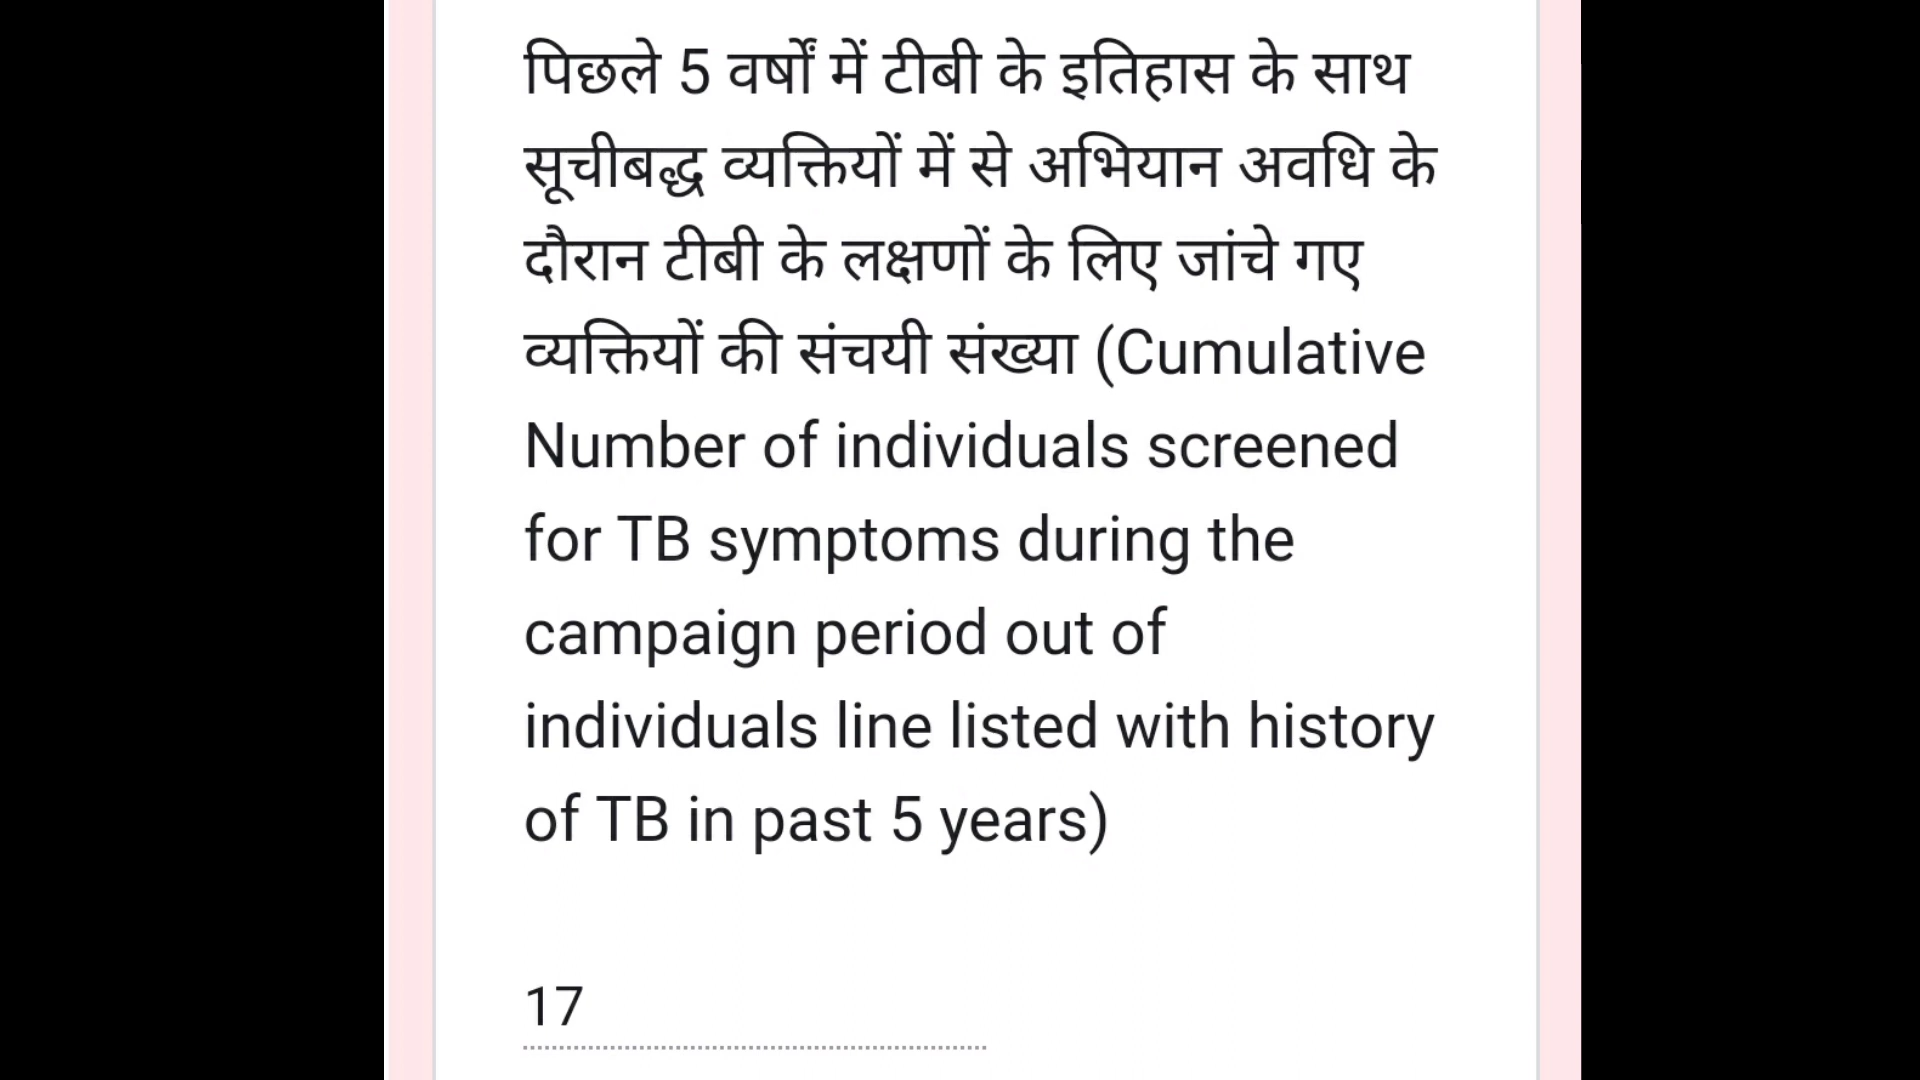 पिछले 5 वर्षों में टीबी के इतिहास के साथ
सूचीबद्ध व्यक्तियों में से अभियान अवधि के
दौरान टीबी के लक्षणों के लिए जांचे गए
व्यक्तियों की संचयी संख्या (Cumulative
Number of individuals screened
for TB symptoms during the
campaign period out of
individuals line listed with history
of TB in past 5 years)
17